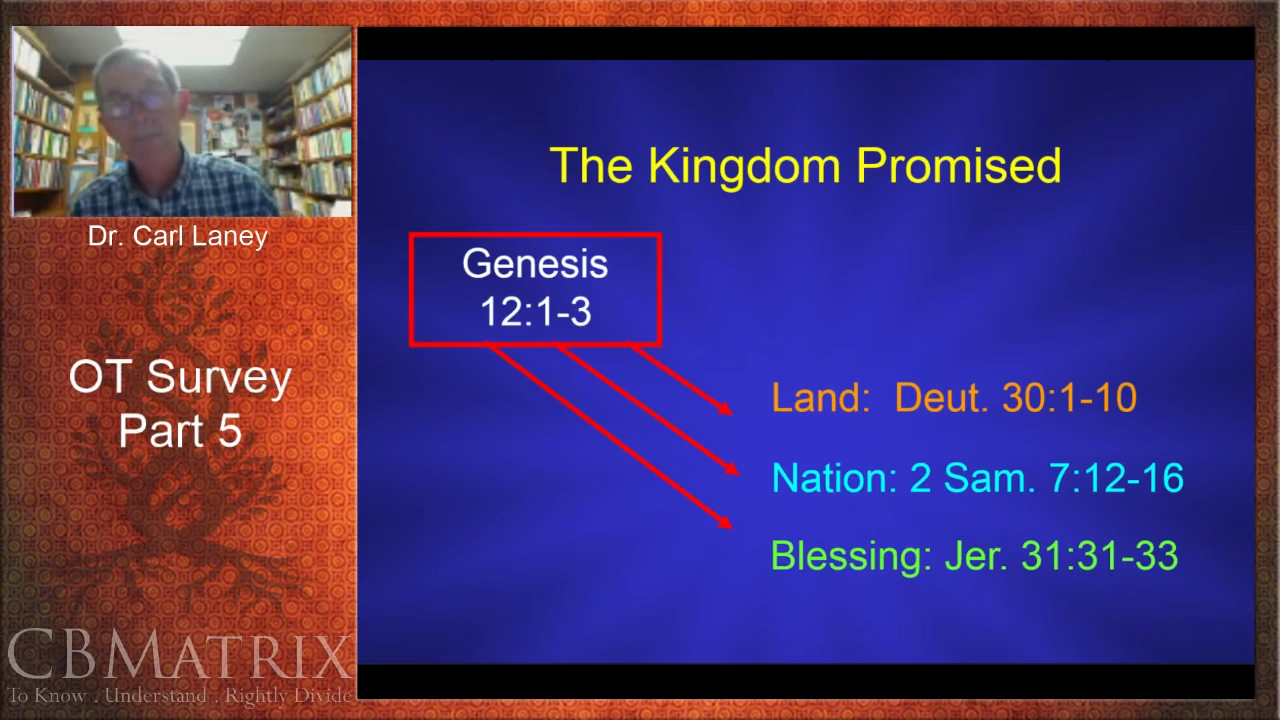 Dr. Carl Laney
OT Survey
Part 5
CBMATRIX
To Know . Understand . Rightly Divide
The Kingdom Promised
Genesis
12:1-3
Land: Deut. 30:1-10
Nation: 2 Sam. 7:12-16
Blessing: Jer. 31:31-33